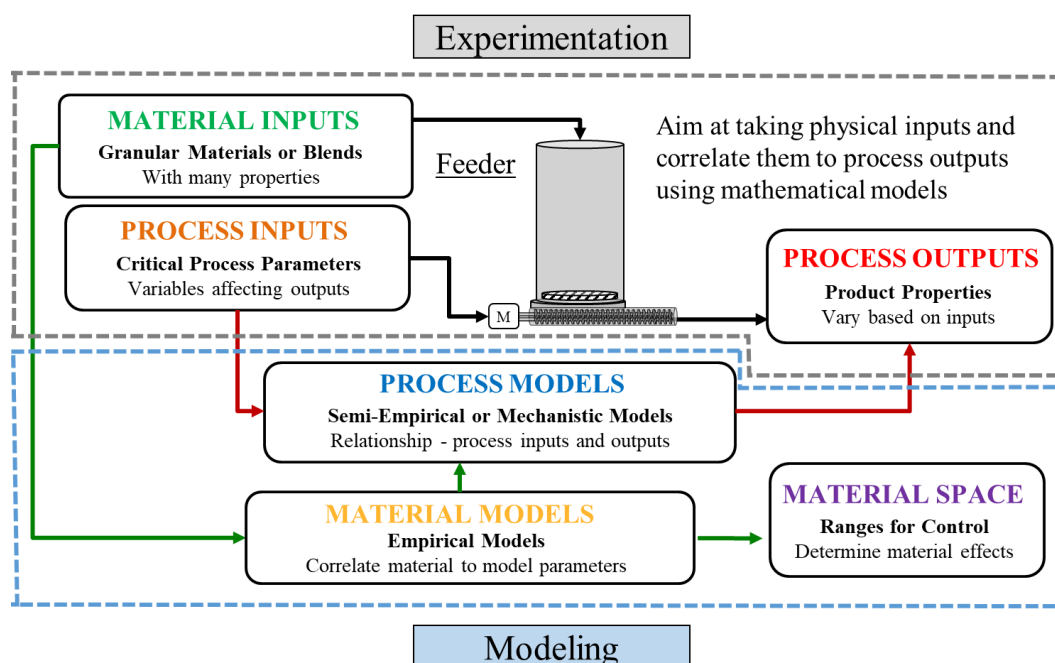 Experimentation
MATERIAL INPUTS
Granular Materials or Blends
With many properties
Feeder
Aim at taking physical inputs and
correlate them to process outputs
using mathematical models
PROCESS INPUTS
Critical Process Parameters
Variables affecting outputs
M
PROCESS OUTPUTS
Product Properties
Vary based on inputs
PROCESS MODELS
Semi-Empirical or Mechanistic Models
Relationship - process inputs and outputs
MATERIAL MODELS
Empirical Models
Correlate material to model parameters
MATERIAL SPACE
Ranges for Control
Determine material effects
Modeling